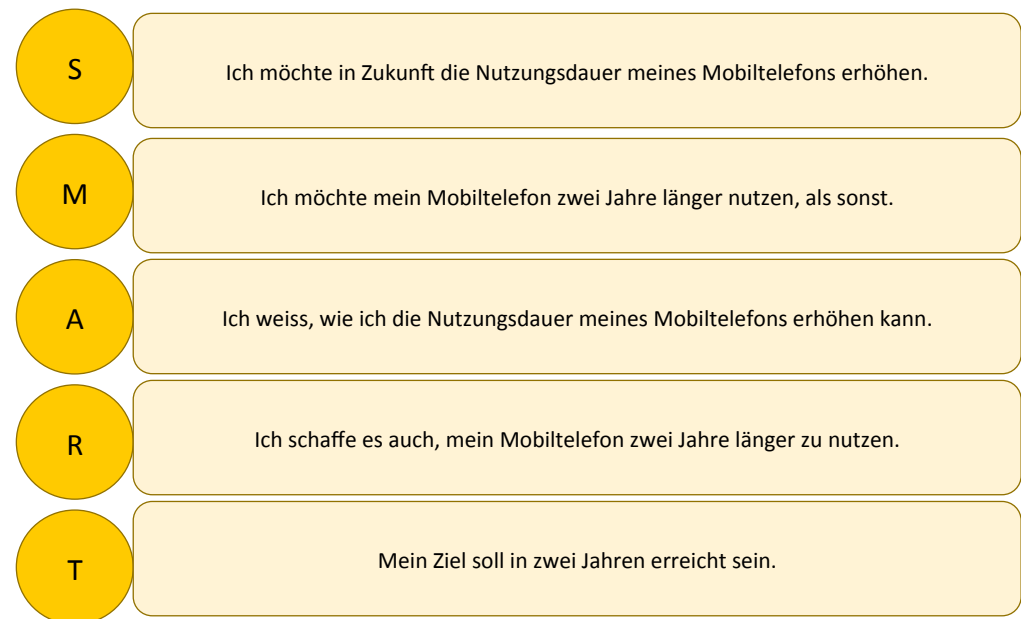 S
Ich möchte in Zukunft die Nutzungsdauer meines Mobiltelefons erhöhen.
M
Ich möchte mein Mobiltelefon zwei Jahre länger nutzen, als sonst.
A
Ich weiss, wie ich die Nutzungsdauer meines Mobiltelefons erhöhen kann.
R
Ich schaffe es auch, mein Mobiltelefon zwei Jahre länger zu nutzen.
T
Mein Ziel soll in zwei Jahren erreicht sein.